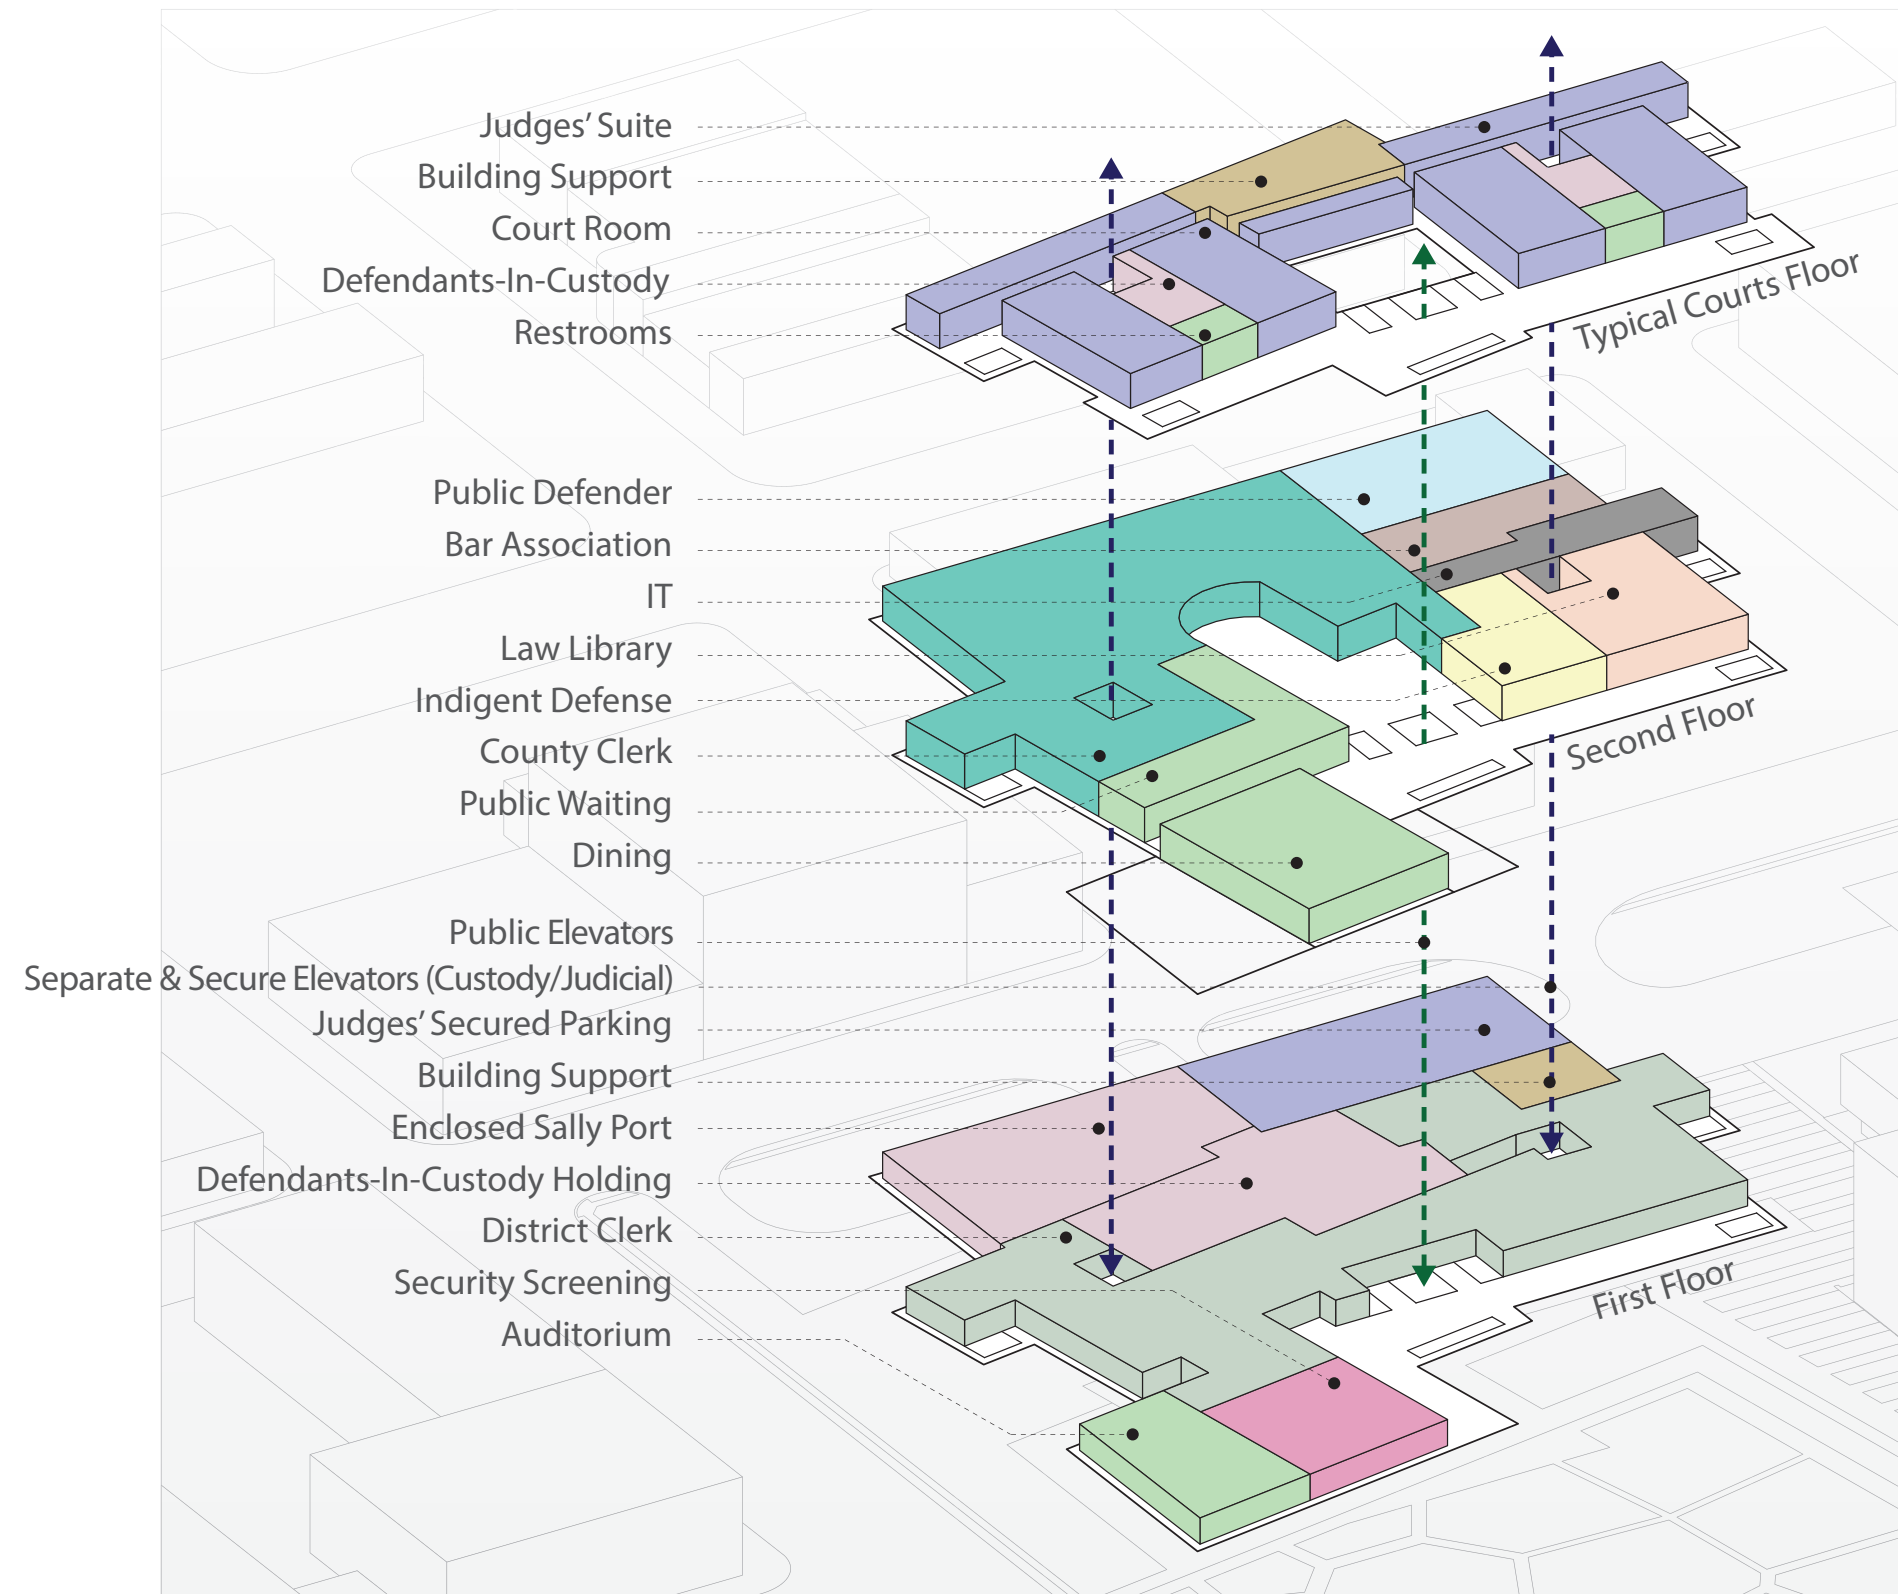 Judges’ Suite
Building Support
Court Room
Defendants-In-Custody
Restrooms
Typical Courts Floor
Public Defender
Bar Association
IT
Law Library
Indigent Defense
County Clerk
Public Waiting
Dining
Second Floor
Public Elevators
Separate & Secure Elevators (Custody/Judicial)
Judges’ Secured Parking
Building Support
Enclosed Sally Port
Defendants-In-Custody Holding
District Clerk
Security Screening
Auditorium
First Floor